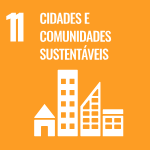 11
CIDADES E
COMUNIDADES
SUSTENTÁVEIS